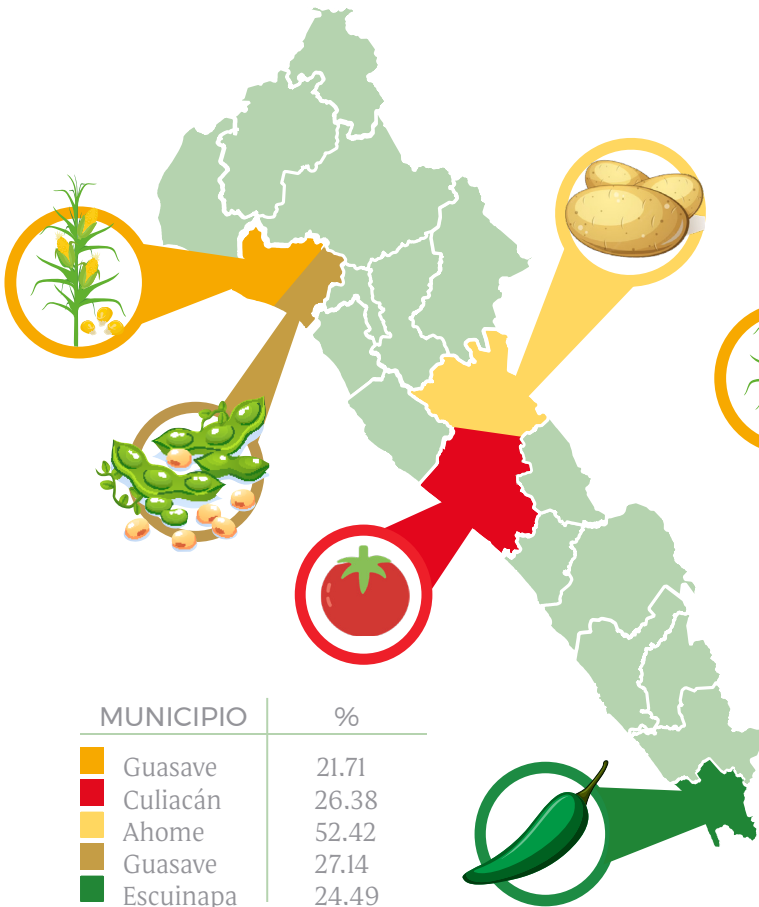 MUNICIPIO %
Guasave 21.71
Culiacán 26.38
Ahome 52.42
Guasave 27.14
Escuinapa 24.49